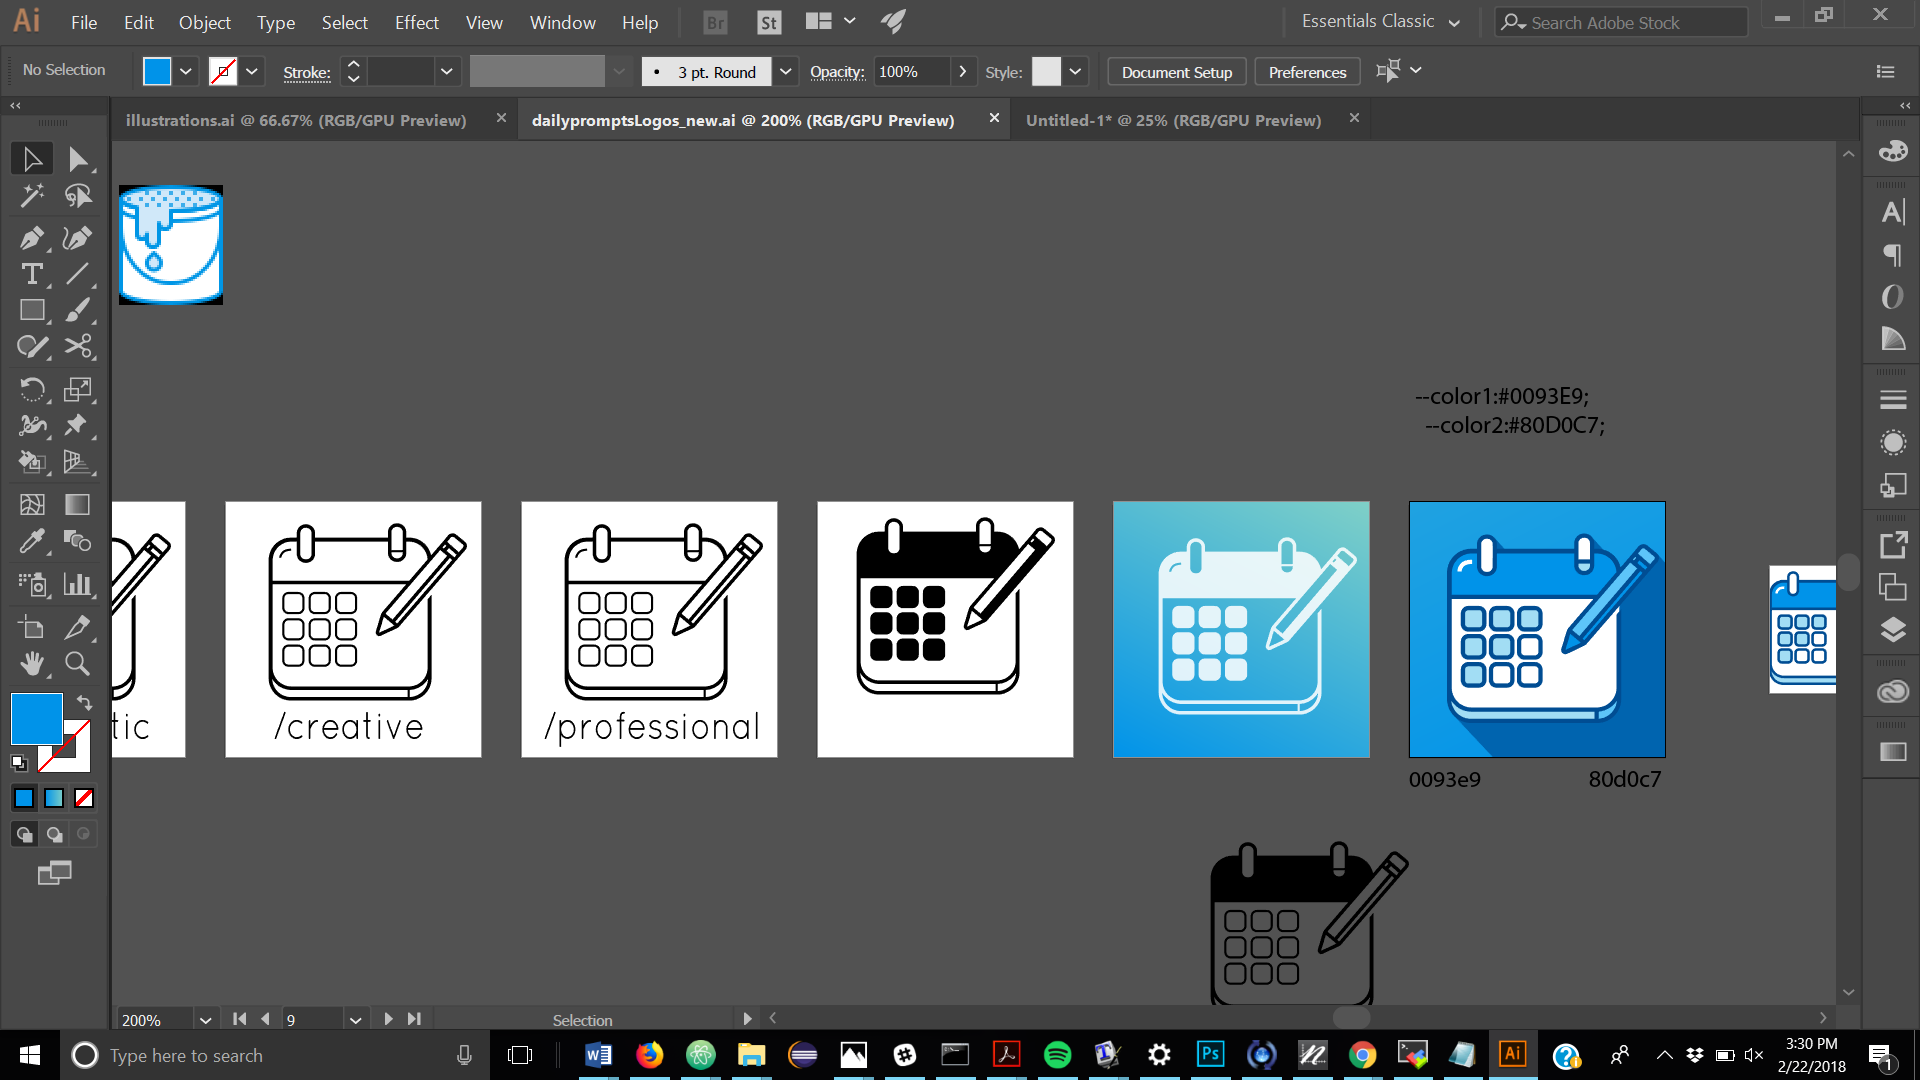 Ai File Edit Object Type Select Effect View Window Help Br St Essentials Classic Search Adobe Stock
No Selection Stroke: 3 pt. Round Opacity: 100% Style: Document Setup Preferences
illustrations.ai @ 66.67% (RGB/GPU Preview) dailypromptsLogos_new.ai @ 200% (RGB/GPU Preview) Untitled-1* @ 25% (RGB/GPU Preview)
--color1:#0093E9;
--color2:#80D0C7;
tic /creative /professional
0093e9 80d0c7
200% 9 Selection
Type here to search Ps Ai 3:30 PM
2/22/2018 1